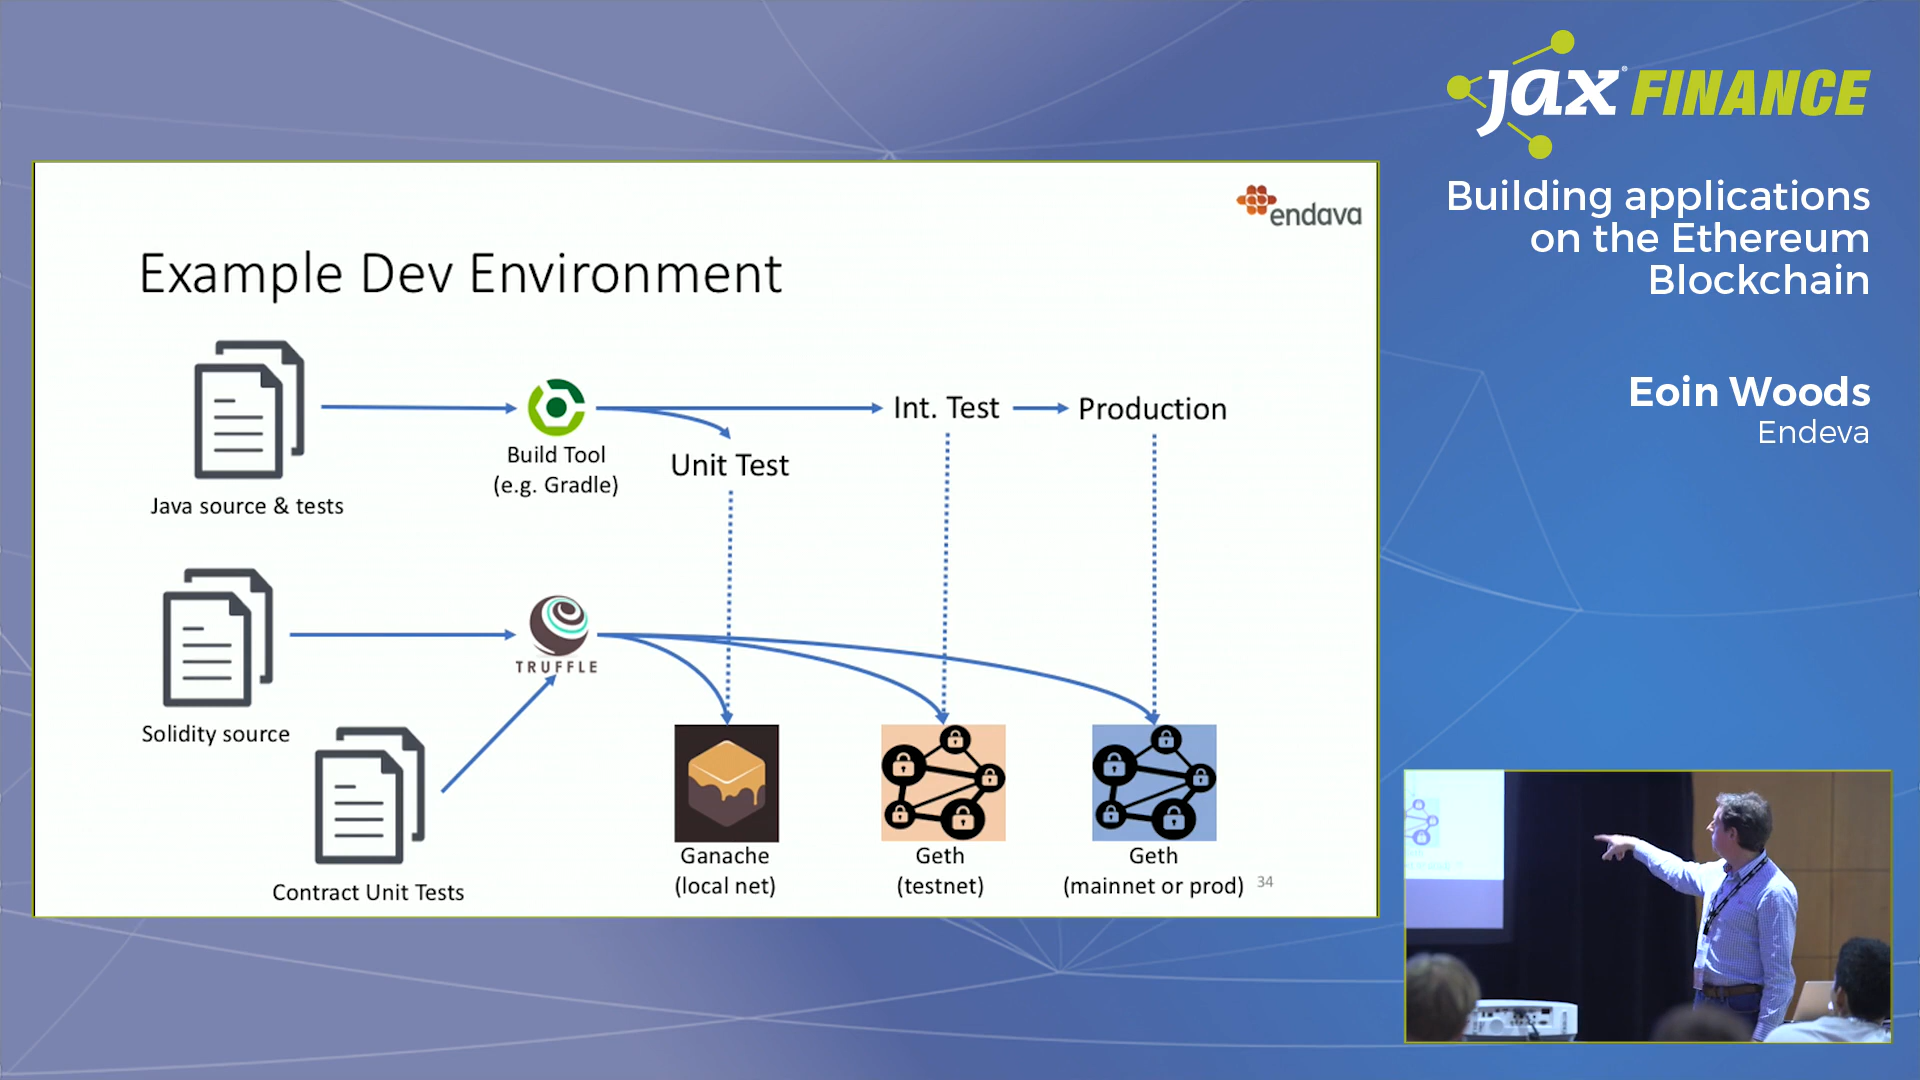 jax FINANCE
Building applications
on the Ethereum
Blockchain
Eoin Woods
Endeva
endava
Example Dev Environment
Java source & tests
Build Tool
(e.g. Gradle)
Unit Test
Int. Test
Production
Solidity source
TRUFFLE
Contract Unit Tests
Ganache
(local net)
Geth
(testnet)
Geth
(mainnet or prod)
34